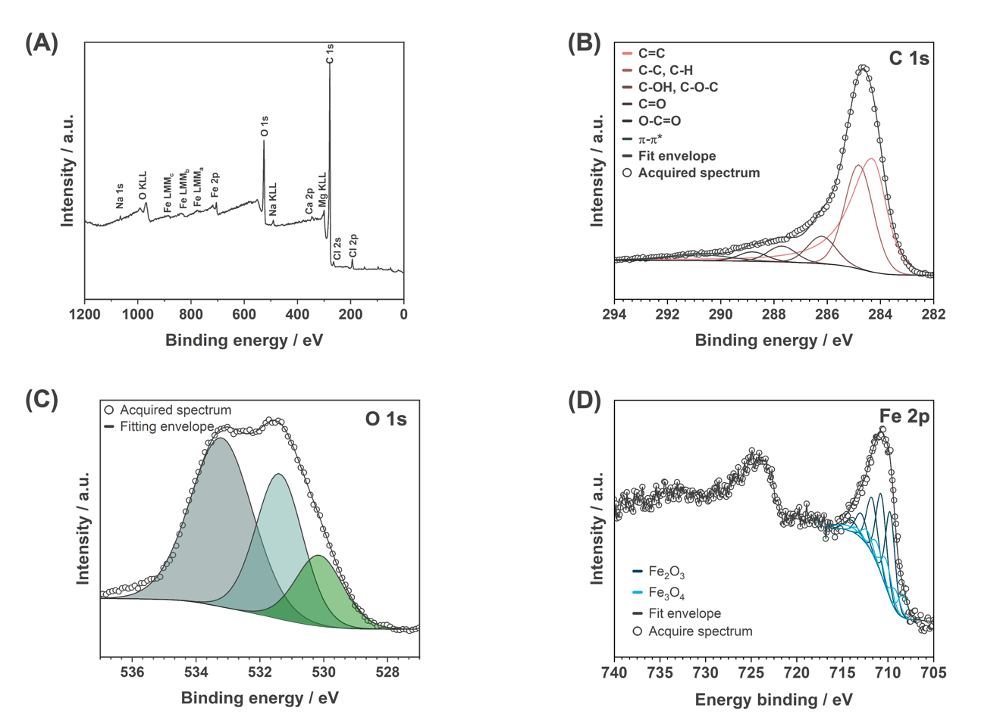 (A)
Intensity / a.u.
Na 1s
O KLL
Fe LMMc
Fe LMMb
Fe LMMa
Fe 2p
O 1s
Na KLL
Ca 2p
Mg KLL
C 1s
Cl 2s
Cl 2p
1200 1000 800 600 400 200 0
Binding energy / eV
(B)
C 1s
Intensity / a.u.
C=C
C-C, C-H
C-OH, C-O-C
C=O
O-C=O
π-π*
Fit envelope
Acquired spectrum
294 292 290 288 286 284 282
Binding energy / eV
(C)
O 1s
Intensity / a.u.
Acquired spectrum
Fitting envelope
536 534 532 530 528
Binding energy / eV
(D)
Fe 2p
Intensity / a.u.
Fe₂O₃
Fe₃O₄
Fit envelope
Acquire spectrum
740 735 730 725 720 715 710 705
Energy binding / eV